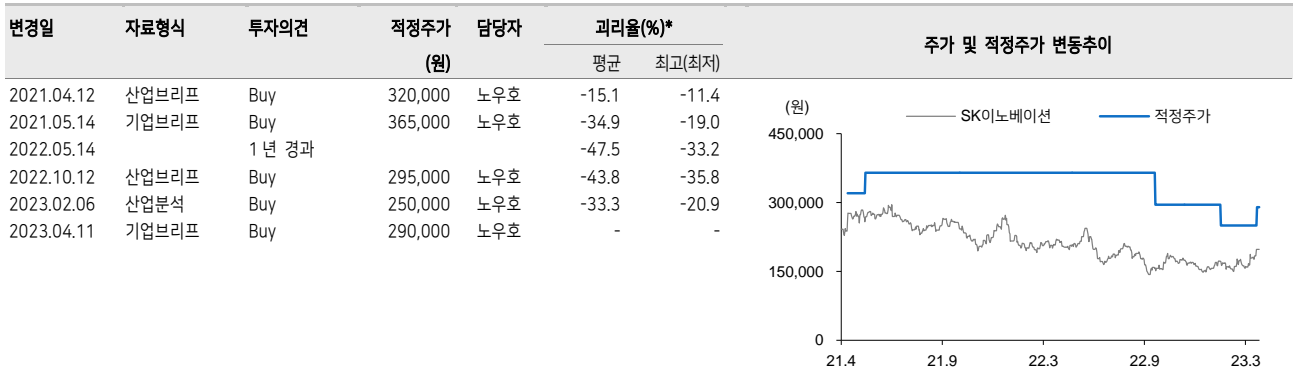 변경일 자료형식 투자의견 적정주가 담당자 괴리율(%)* 주가 및 적정주가 변동추이
(원) 평균 최고(최저)
2021.04.12 산업브리프 Buy 320,000 노우호 -15.1 -11.4
2021.05.14 기업브리프 Buy 365,000 노우호 -34.9 -19.0
2022.05.14 1년 경과 -47.5 -33.2
2022.10.12 산업브리프 Buy 295,000 노우호 -43.8 -35.8
2023.02.06 산업분석 Buy 250,000 노우호 -33.3 -20.9
2023.04.11 기업브리프 Buy 290,000 노우호 - -
(원) SK이노베이션 적정주가
450,000
300,000
150,000
0
21.4 21.9 22.3 22.9 23.3